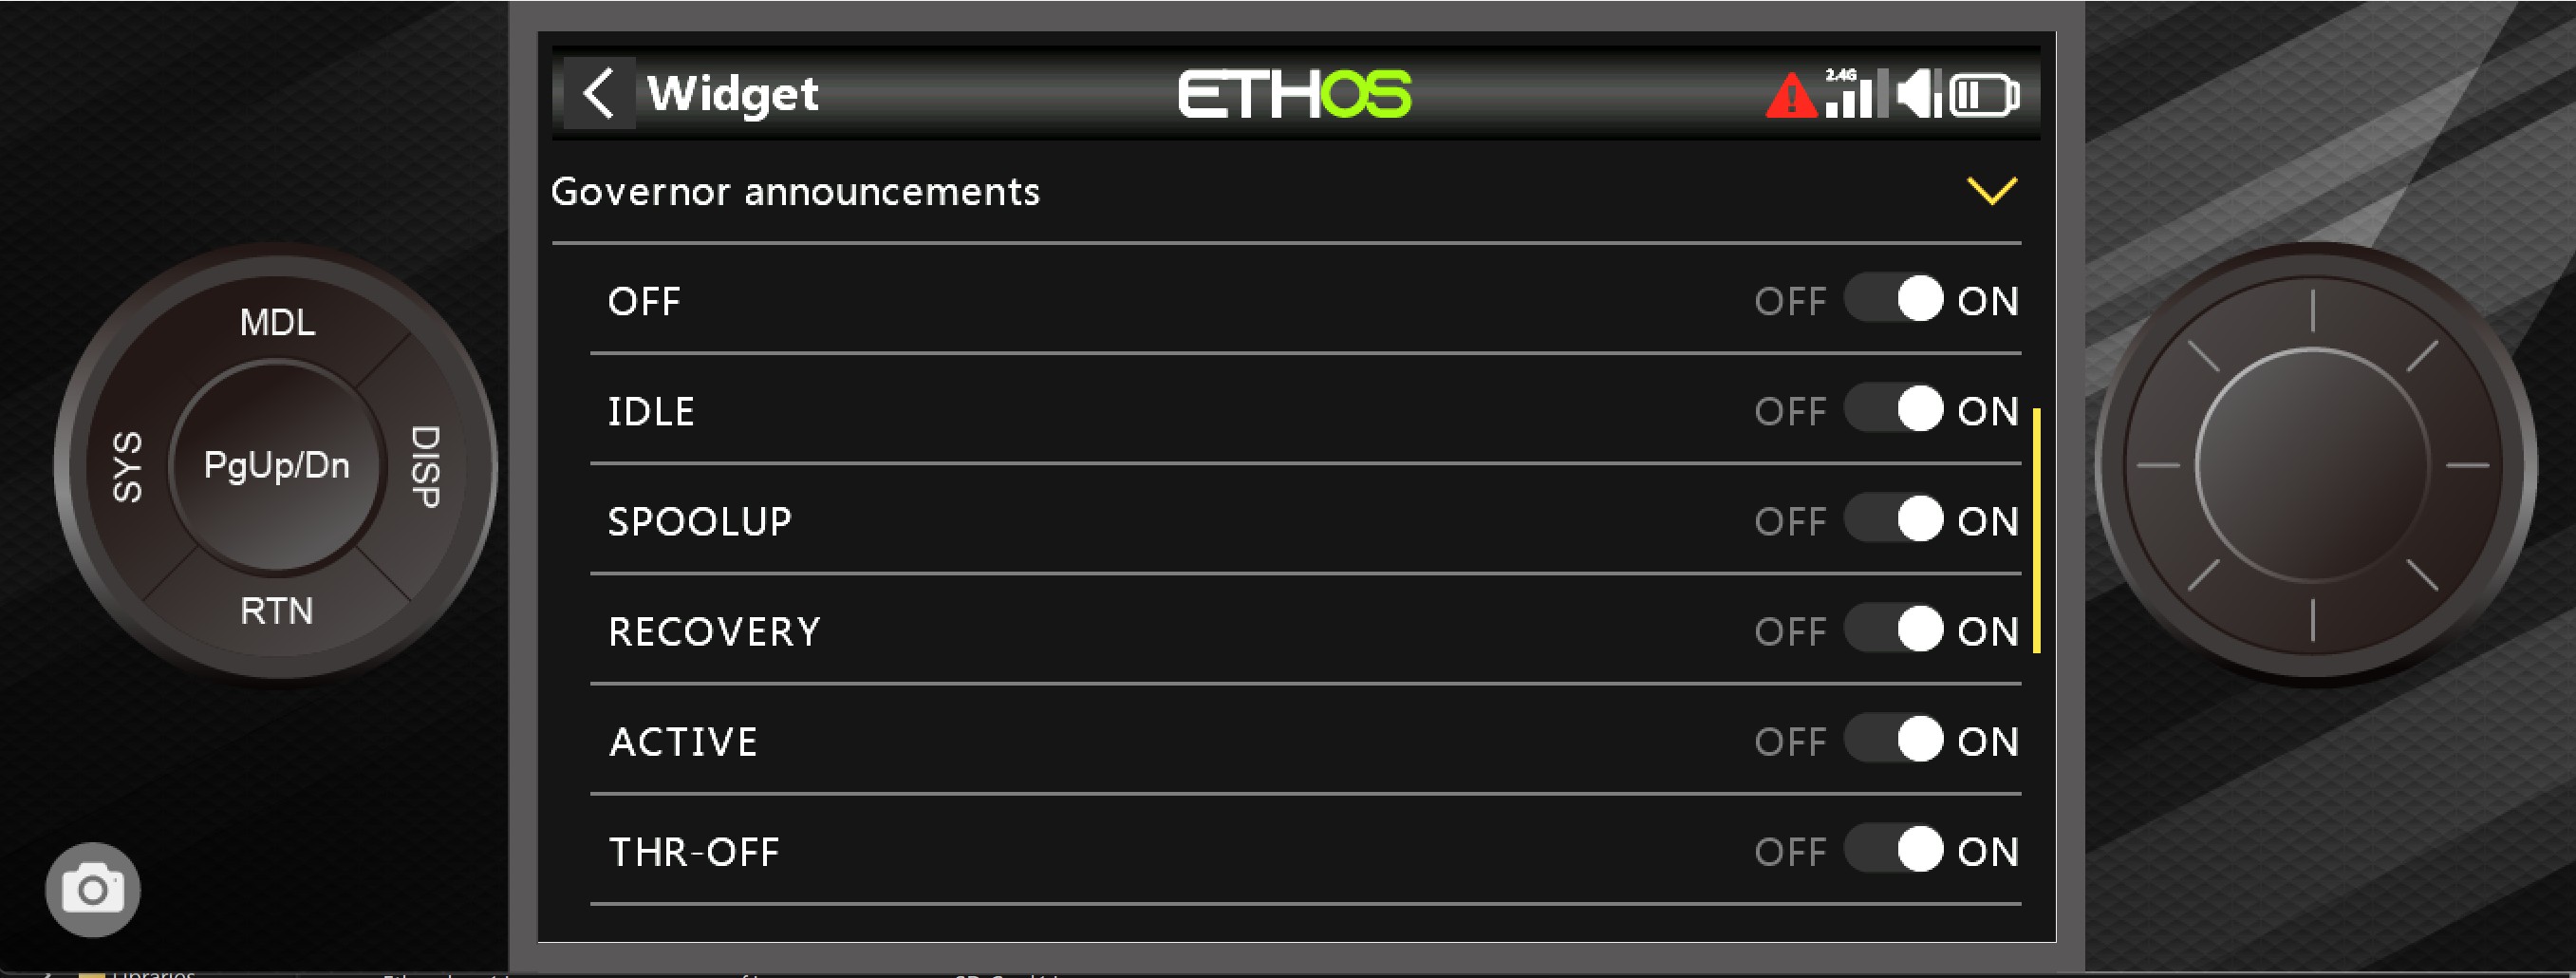 Widget
ETHOS
2.4G
Governor announcements
OFF OFF ON
IDLE OFF ON
SPOOLUP OFF ON
RECOVERY OFF ON
ACTIVE OFF ON
THR-OFF OFF ON
MDL
SYS
PgUp/Dn
DISP
RTN
Libraries